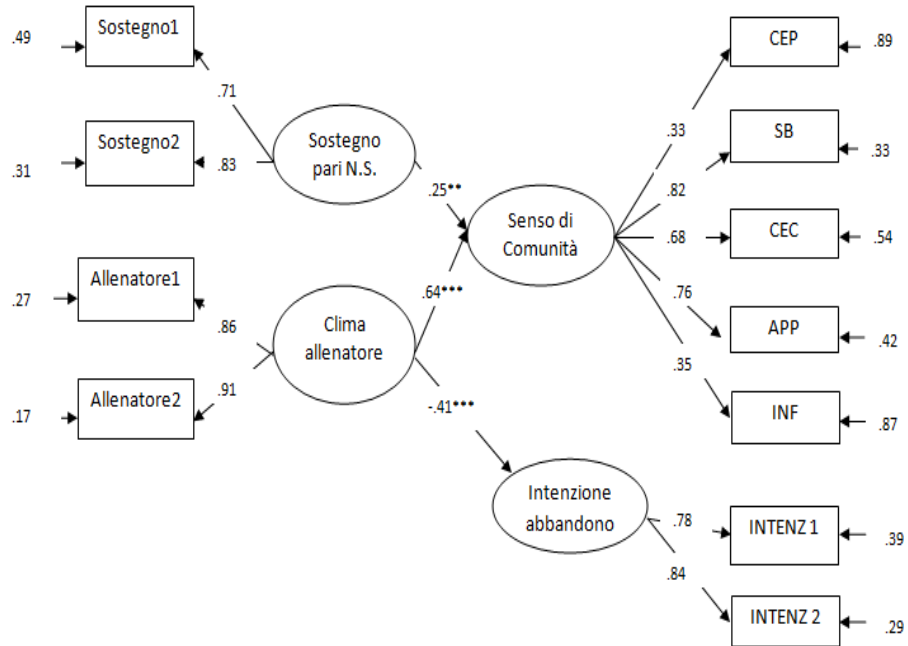 .49
Sostegno1
.71
Sostegno2
.31
.83
Sostegno
pari N.S.
.25**
Allenatore1
.27
.86
Clima
allenatore
.64***
Allenatore2
.17
.91
-.41***
Senso di
Comunità
.33
.82
.68
.76
.35
CEP
.89
SB
.33
CEC
.54
APP
.42
INF
.87
Intenzione
abbandono
.78
.84
INTENZ 1
.39
INTENZ 2
.29